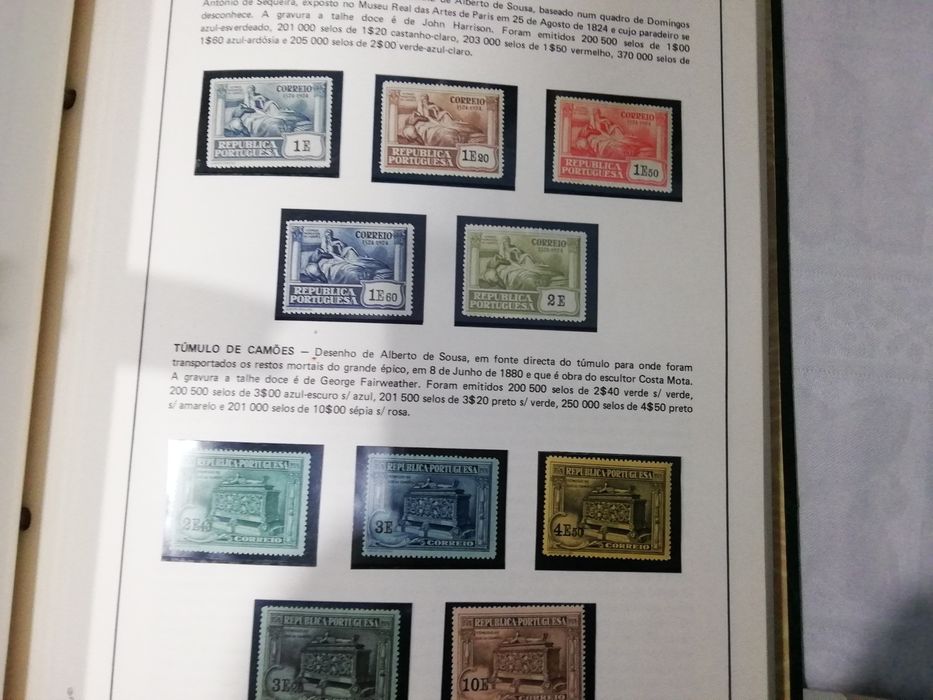 de Alberto de Sousa, baseado num quadro de Domingos
António de Sequeira, exposto no Museu Real das Artes de Paris em 25 de Agosto de 1824 e cujo paradeiro se
desconhece. A gravura a talhe doce é de John Harrison. Foram emitidos 200 500 selos de 1$00
azul-esverdeado, 201 000 selos de 1$20 castanho-claro, 203 000 selos de 1$50 vermelho, 370 000 selos de
1$60 azul-ardósia e 205 000 selos de 2$00 verde-azul-claro.
CORREIO
1524-1924
REPUBLICA
PORTUGUESA
1E
CORREIO
1524-1924
REPUBLICA
PORTUGUESA
1E20
CORREIO
1524-1924
REPUBLICA
PORTUGUESA
1E50
CORREIO
1524-1924
REPUBLICA
PORTUGUESA
1E60
CORREIO
1524-1924
REPUBLICA
PORTUGUESA
2E
TÚMULO DE CAMÕES — Desenho de Alberto de Sousa, em fonte directa do túmulo para onde foram
transportados os restos mortais do grande épico, em 8 de Junho de 1880 e que é obra do escultor Costa Mota.
A gravura a talhe doce é de George Fairweather. Foram emitidos 200 500 selos de 2$40 verde s/ verde,
200 500 selos de 3$00 azul-escuro s/ azul, 201 500 selos de 3$20 preto s/ verde, 250 000 selos de 4$50 preto
s/ amarelo e 201 000 selos de 10$00 sépia s/ rosa.
REPUBLICA·PORTUGUESA
2E40
CORREIO
REPUBLICA·PORTUGUESA
3E
CORREIO
REPUBLICA·PORTUGUESA
4E50
CORREIO
REPUBLICA·PORTUGUESA
3E
REPUBLICA·PORTUGUESA
10E